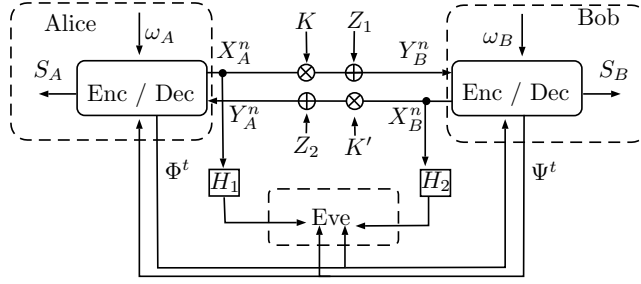 Alice
Bob
ω_A
K
Z_1
ω_B
S_A
X_A^n
Y_B^n
S_B
Enc / Dec
Enc / Dec
Y_A^n
X_B^n
Z_2
K'
Φ^t
H_1
H_2
Ψ^t
Eve